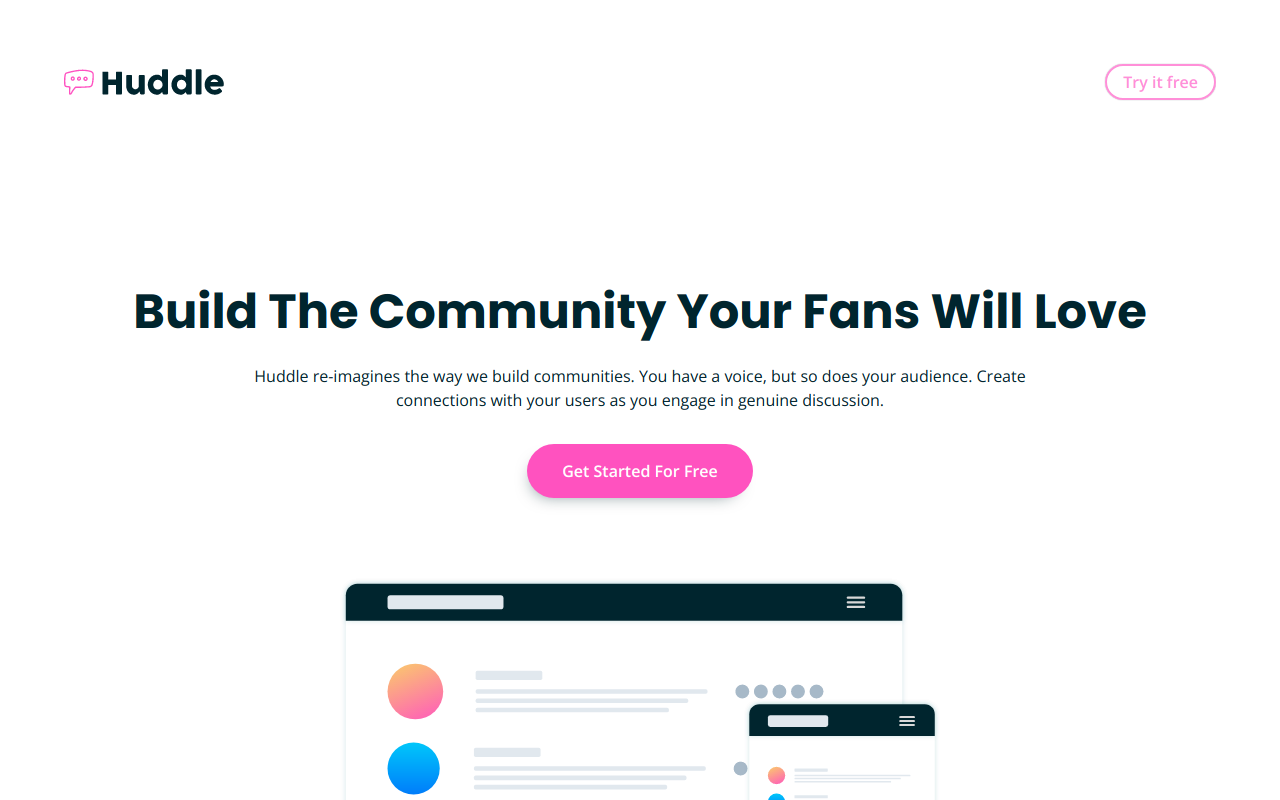 Huddle
Try it free
Build The Community Your Fans Will Love
Huddle re-imagines the way we build communities. You have a voice, but so does your audience. Create
connections with your users as you engage in genuine discussion.
Get Started For Free